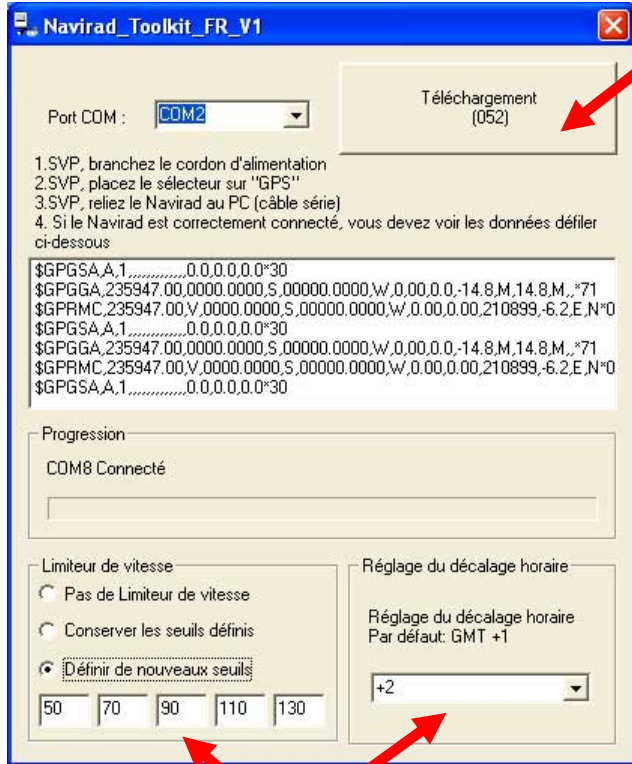 Navirad_Toolkit_FR_V1
Port COM :
COM2
Téléchargement
(052)
1.SVP, branchez le cordon d'alimentation
2.SVP, placez le sélecteur sur "GPS"
3.SVP, reliez le Navirad au PC (câble série)
4. Si le Navirad est correctement connecté, vous devez voir les données défiler
ci-dessous
$GPGSA,A,1,,,,,,,,,,,,,0.0,0.0,0.0*30
$GPGGA,235947.00,0000.0000,S,00000.0000,W,0,00,0.0,-14.8,M,14.8,M,,*71
$GPRMC,235947.00,V,0000.0000,S,00000.0000,W,0.00,0.00,210899,-6.2,E,N*0
$GPGSA,A,1,,,,,,,,,,,,,0.0,0.0,0.0*30
$GPGGA,235947.00,0000.0000,S,00000.0000,W,0,00,0.0,-14.8,M,14.8,M,,*71
$GPRMC,235947.00,V,0000.0000,S,00000.0000,W,0.00,0.00,210899,-6.2,E,N*0
$GPGSA,A,1,,,,,,,,,,,,,0.0,0.0,0.0*30
Progression
COM8 Connecté
Limiteur de vitesse
Pas de Limiteur de vitesse
Conserver les seuils définis
Définir de nouveaux seuils
50 70 90 110 130
Réglage du décalage horaire
Réglage du décalage horaire
Par défaut: GMT +1
+2